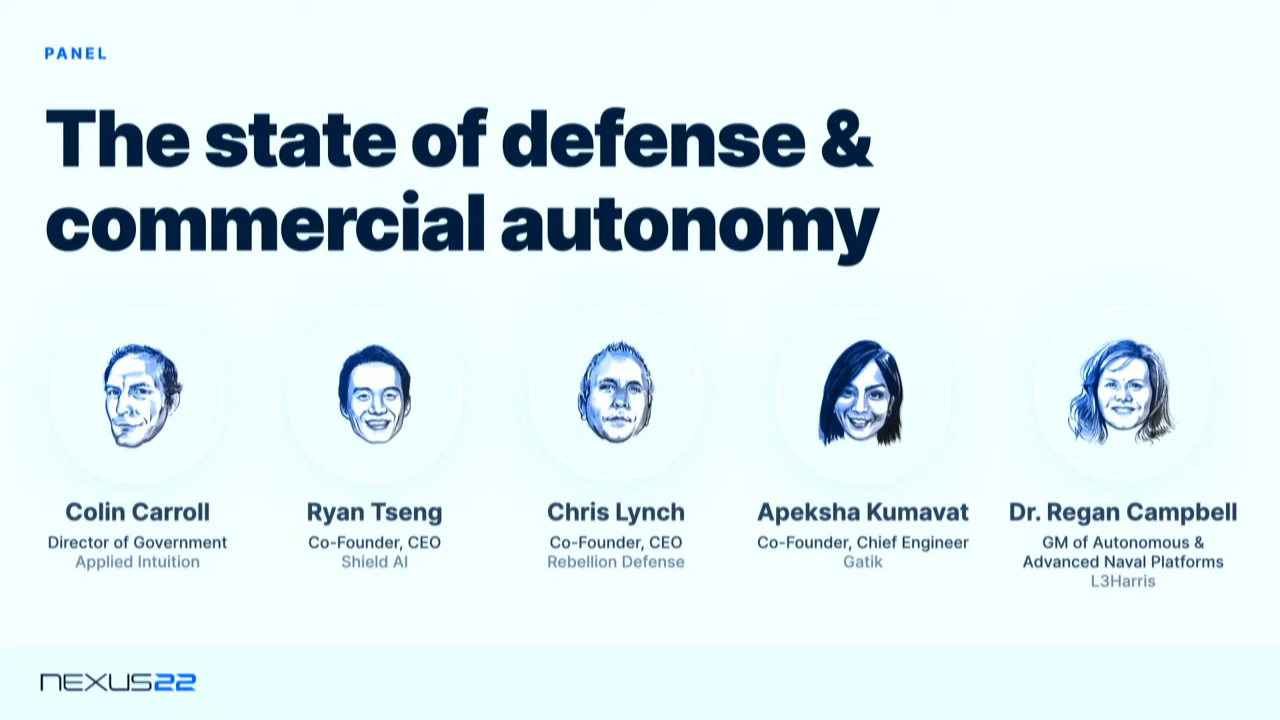 PANEL
The state of defense &
commercial autonomy
Colin Carroll
Director of Government
Applied Intuition
Ryan Tseng
Co-Founder, CEO
Shield AI
Chris Lynch
Co-Founder, CEO
Rebellion Defense
Apeksha Kumavat
Co-Founder, Chief Engineer
Gatik
Dr. Regan Campbell
GM of Autonomous &
Advanced Naval Platforms
L3Harris
NEXUS22